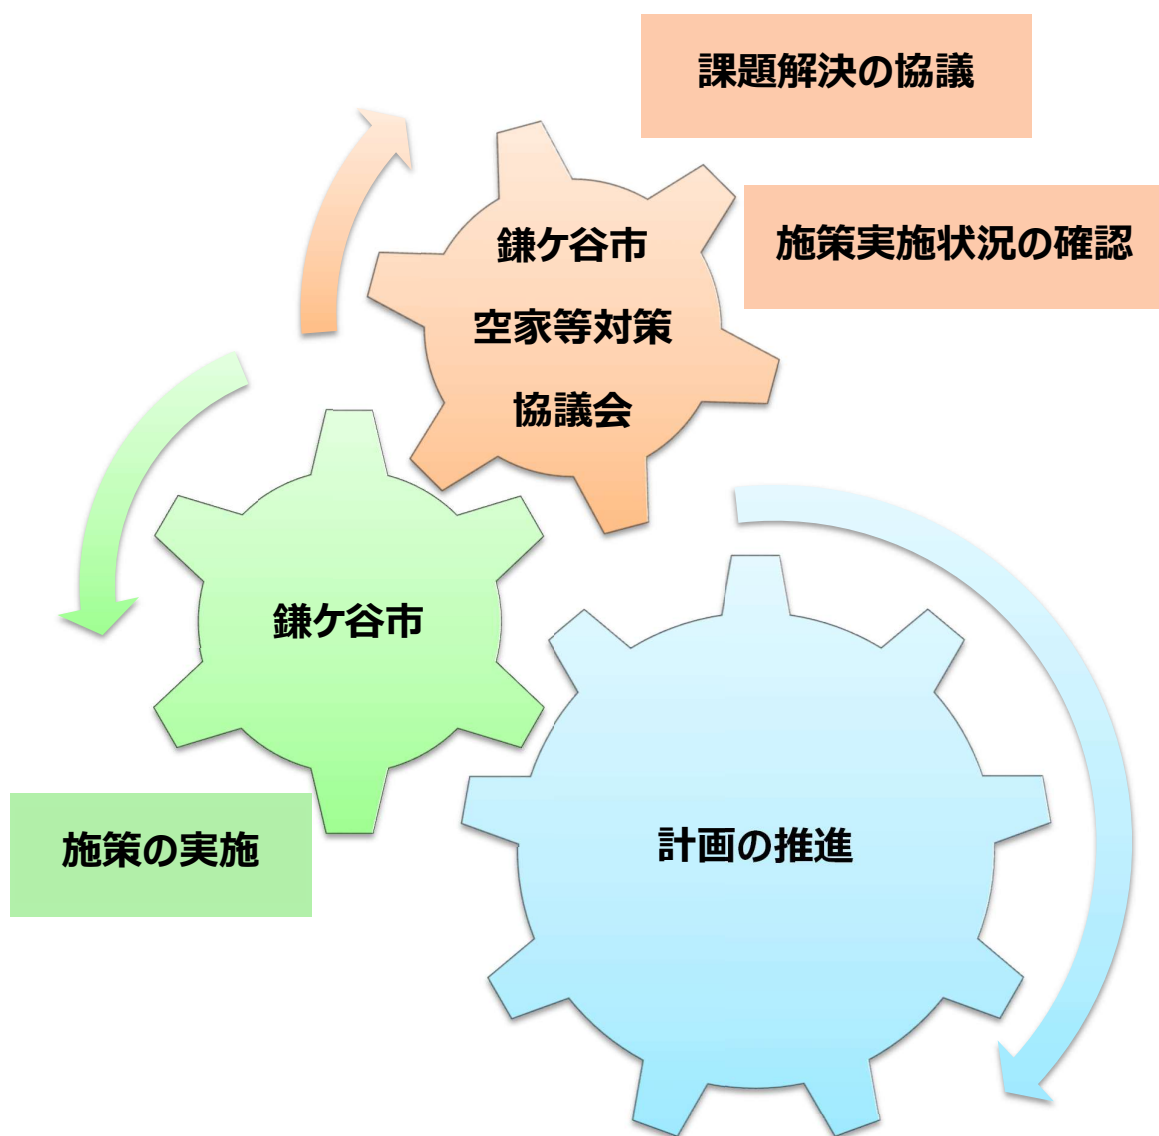 課題解決の協議
施策実施状況の確認
鎌ケ谷市
空家等対策
協議会
鎌ケ谷市
施策の実施
計画の推進